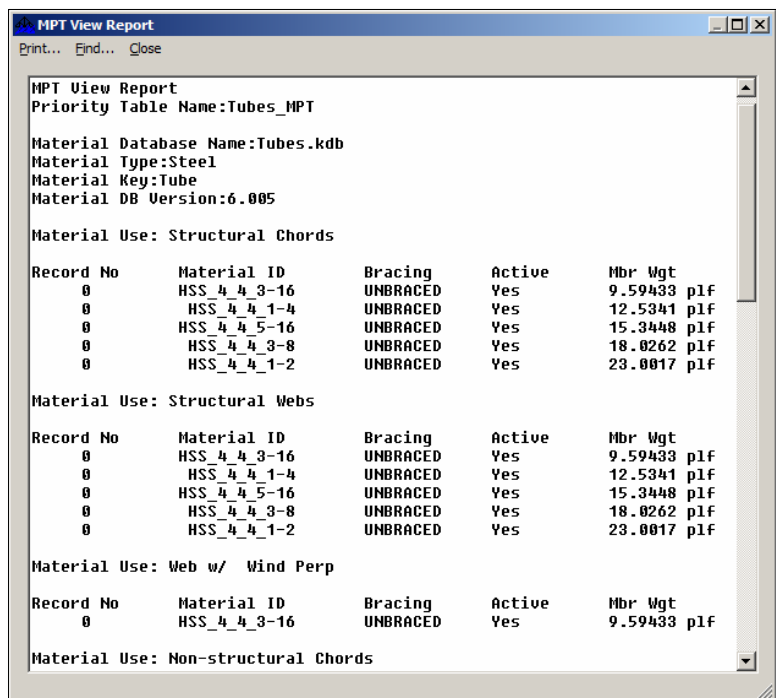 MPT View Report
Print... Find... Close
MPT View Report
Priority Table Name:Tubes_MPT
Material Database Name:Tubes.kdb
Material Type:Steel
Material Key:Tube
Material DB Version:6.005
Material Use: Structural Chords
Record No Material ID Bracing Active Mbr Wgt
0 HSS_4_4_3-16 UNBRACED Yes 9.59433 plf
0 HSS_4_4_1-4 UNBRACED Yes 12.5341 plf
0 HSS_4_4_5-16 UNBRACED Yes 15.3448 plf
0 HSS_4_4_3-8 UNBRACED Yes 18.0262 plf
0 HSS_4_4_1-2 UNBRACED Yes 23.0017 plf
Material Use: Structural Webs
Record No Material ID Bracing Active Mbr Wgt
0 HSS_4_4_3-16 UNBRACED Yes 9.59433 plf
0 HSS_4_4_1-4 UNBRACED Yes 12.5341 plf
0 HSS_4_4_5-16 UNBRACED Yes 15.3448 plf
0 HSS_4_4_3-8 UNBRACED Yes 18.0262 plf
0 HSS_4_4_1-2 UNBRACED Yes 23.0017 plf
Material Use: Web w/ Wind Perp
Record No Material ID Bracing Active Mbr Wgt
0 HSS_4_4_3-16 UNBRACED Yes 9.59433 plf
Material Use: Non-structural Chords